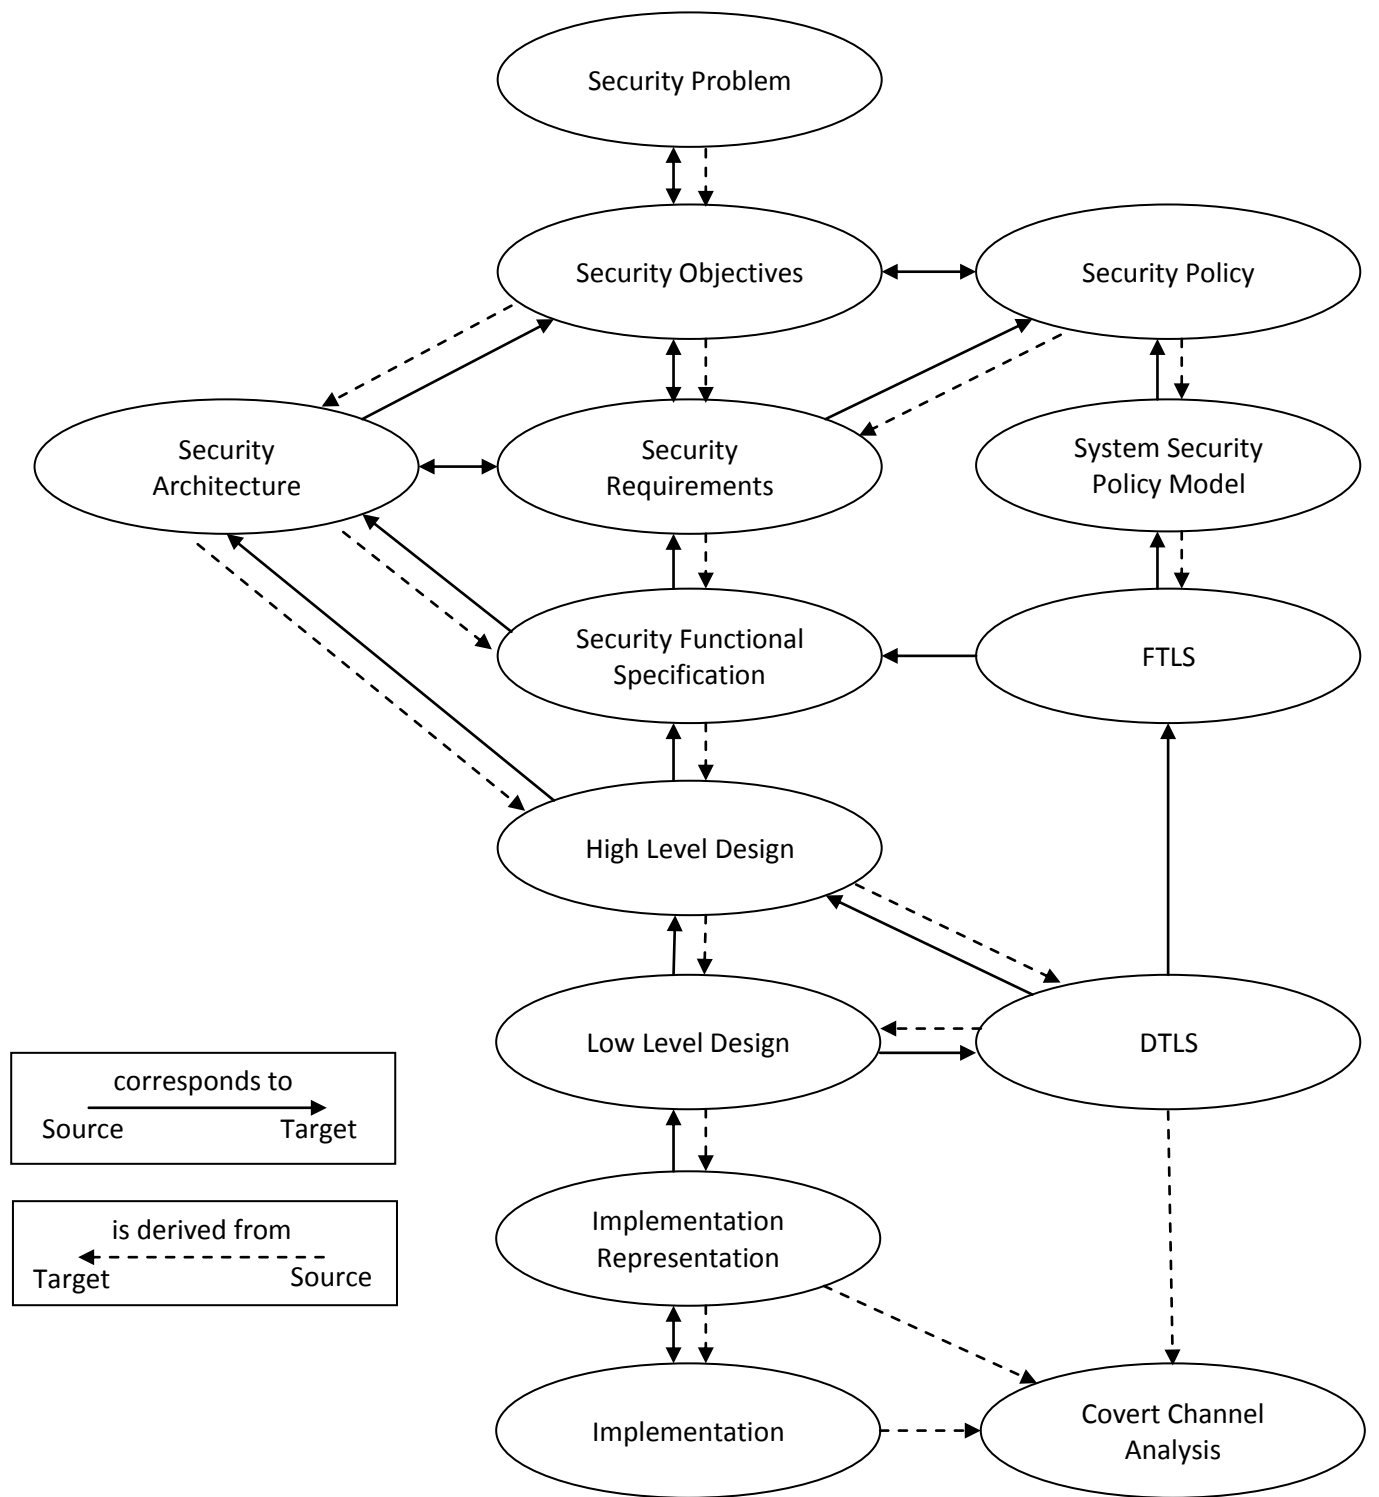 Security Problem
Security Objectives
Security Policy
Security
Architecture
Security
Requirements
System Security
Policy Model
Security Functional
Specification
FTLS
High Level Design
Low Level Design
DTLS
corresponds to
Source
Target
is derived from
Target
Source
Implementation
Representation
Implementation
Covert Channel
Analysis